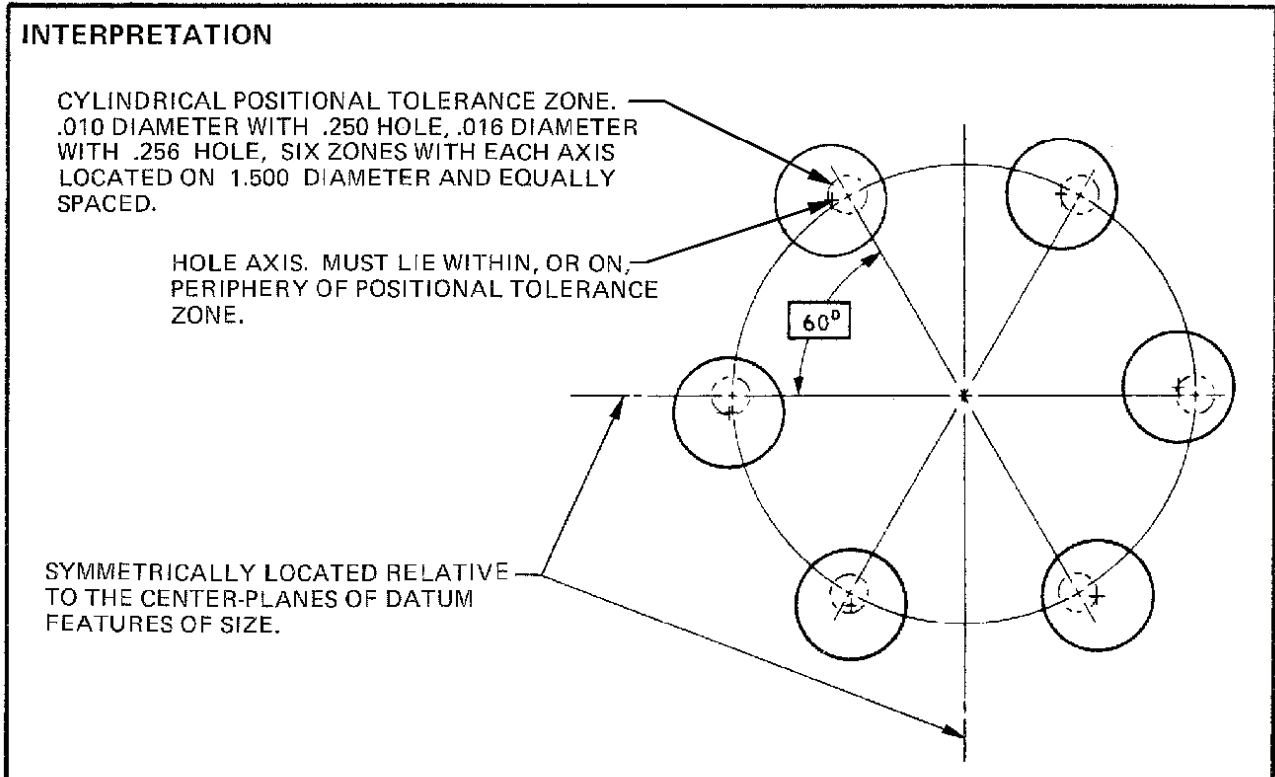 INTERPRETATION
CYLINDRICAL POSITIONAL TOLERANCE ZONE.
.010 DIAMETER WITH .250 HOLE, .016 DIAMETER
WITH .256 HOLE, SIX ZONES WITH EACH AXIS
LOCATED ON 1.500 DIAMETER AND EQUALLY
SPACED.
HOLE AXIS. MUST LIE WITHIN, OR ON,
PERIPHERY OF POSITIONAL TOLERANCE
ZONE.
60°
SYMMETRICALLY LOCATED RELATIVE
TO THE CENTER-PLANES OF DATUM
FEATURES OF SIZE.